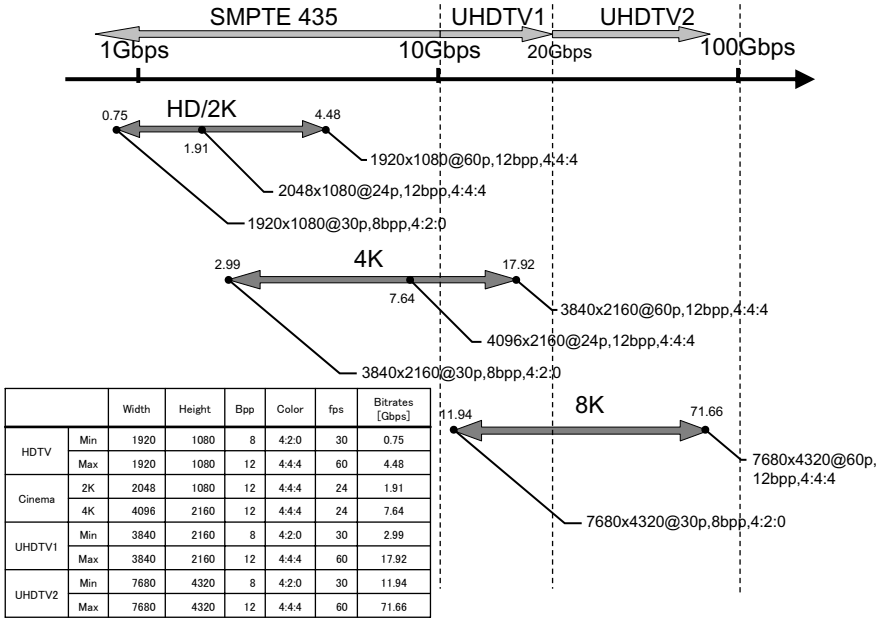 SMPTE 435
UHDTV1
UHDTV2
1Gbps
10Gbps
20Gbps
100Gbps
0.75
HD/2K
4.48
1.91
1920x1080@60p,12bpp,4:4:4
2048x1080@24p,12bpp,4:4:4
1920x1080@30p,8bpp,4:2:0
2.99
4K
17.92
7.64
3840x2160@60p,12bpp,4:4:4
4096x2160@24p,12bpp,4:4:4
3840x2160@30p,8bpp,4:2:0
11.94
8K
71.66
7680x4320@60p,
12bpp,4:4:4
7680x4320@30p,8bpp,4:2:0
Width Height Bpp Color fps Bitrates
[Gbps]
HDTV
Min 1920 1080 8 4:2:0 30 0.75
Max 1920 1080 12 4:4:4 60 4.48
Cinema
2K 2048 1080 12 4:4:4 24 1.91
4K 4096 2160 12 4:4:4 24 7.64
UHDTV1
Min 3840 2160 8 4:2:0 30 2.99
Max 3840 2160 12 4:4:4 60 17.92
UHDTV2
Min 7680 4320 8 4:2:0 30 11.94
Max 7680 4320 12 4:4:4 60 71.66